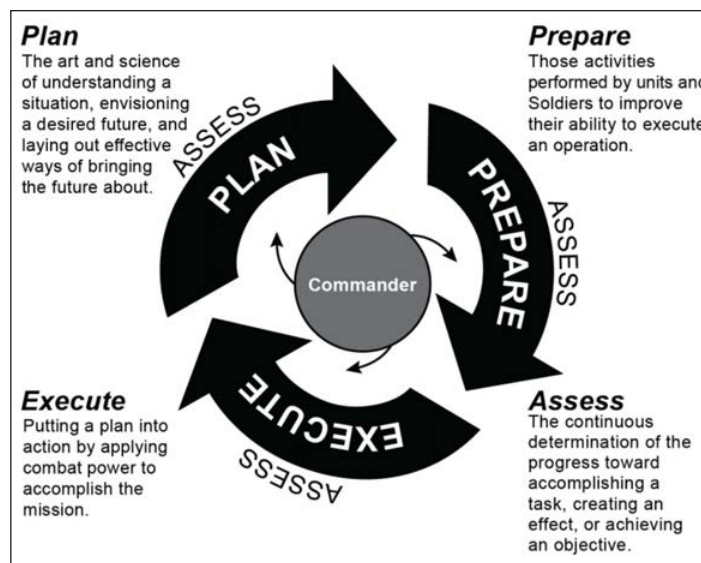 Plan
The art and science
of understanding a
situation, envisioning
a desired future, and
laying out effective
ways of bringing
the future about.
Prepare
Those activities
performed by units and
Soldiers to improve
their ability to execute
an operation.
ASSESS
PLAN
PREPARE
ASSESS
Commander
EXECUTE
ASSESS
Execute
Putting a plan into
action by applying
combat power to
accomplish the
mission.
Assess
The continuous
determination of the
progress toward
accomplishing a
task, creating an
effect, or achieving
an objective.